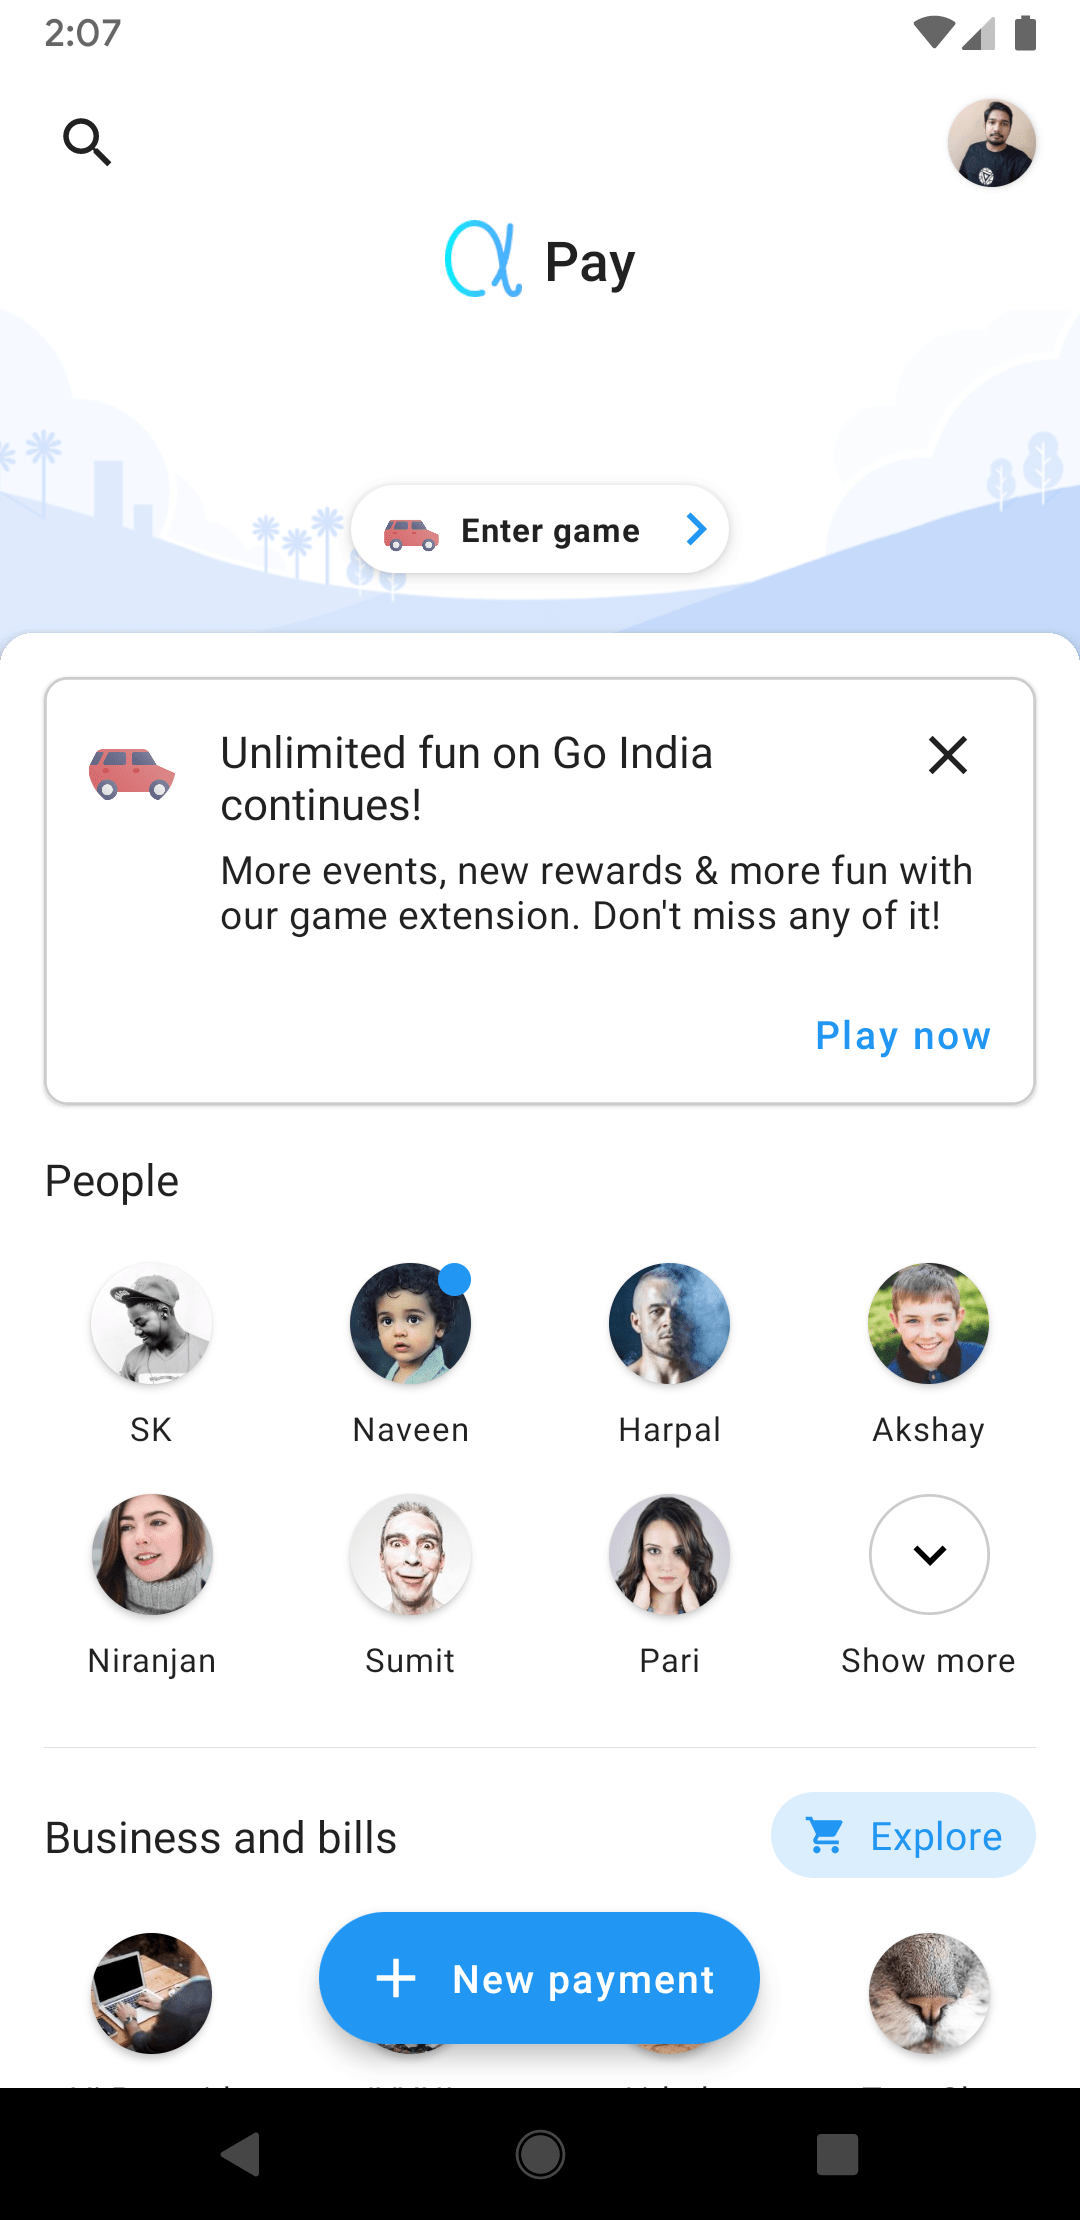 2:07
Pay
Enter game
Unlimited fun on Go India
continues!
More events, new rewards & more fun with
our game extension. Don't miss any of it!
Play now
People
SK
Naveen
Harpal
Akshay
Niranjan
Sumit
Pari
Show more
Business and bills
Explore
New payment